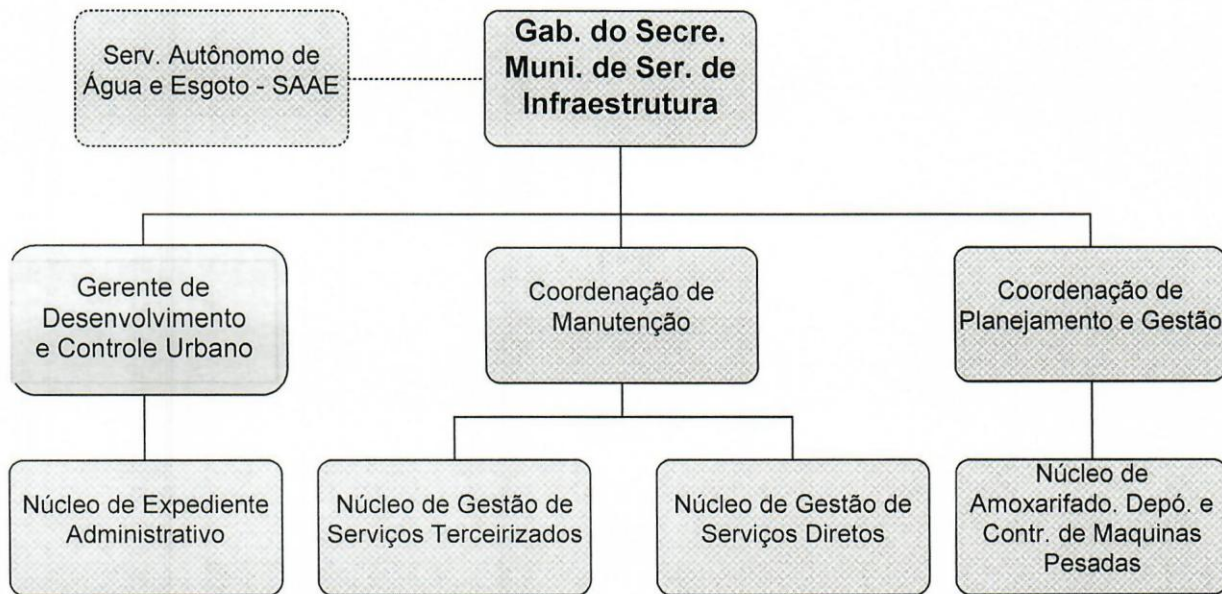 Serv. Autônomo de
Água e Esgoto - SAAE
Gab. do Secre.
Muni. de Ser. de
Infraestrutura
Gerente de
Desenvolvimento
e Controle Urbano
Coordenação de
Manutenção
Coordenação de
Planejamento e Gestão
Núcleo de Expediente
Administrativo
Núcleo de Gestão de
Serviços Terceirizados
Núcleo de Gestão de
Serviços Diretos
Núcleo de
Amoxarifado. Depó. e
Contr. de Maquinas
Pesadas